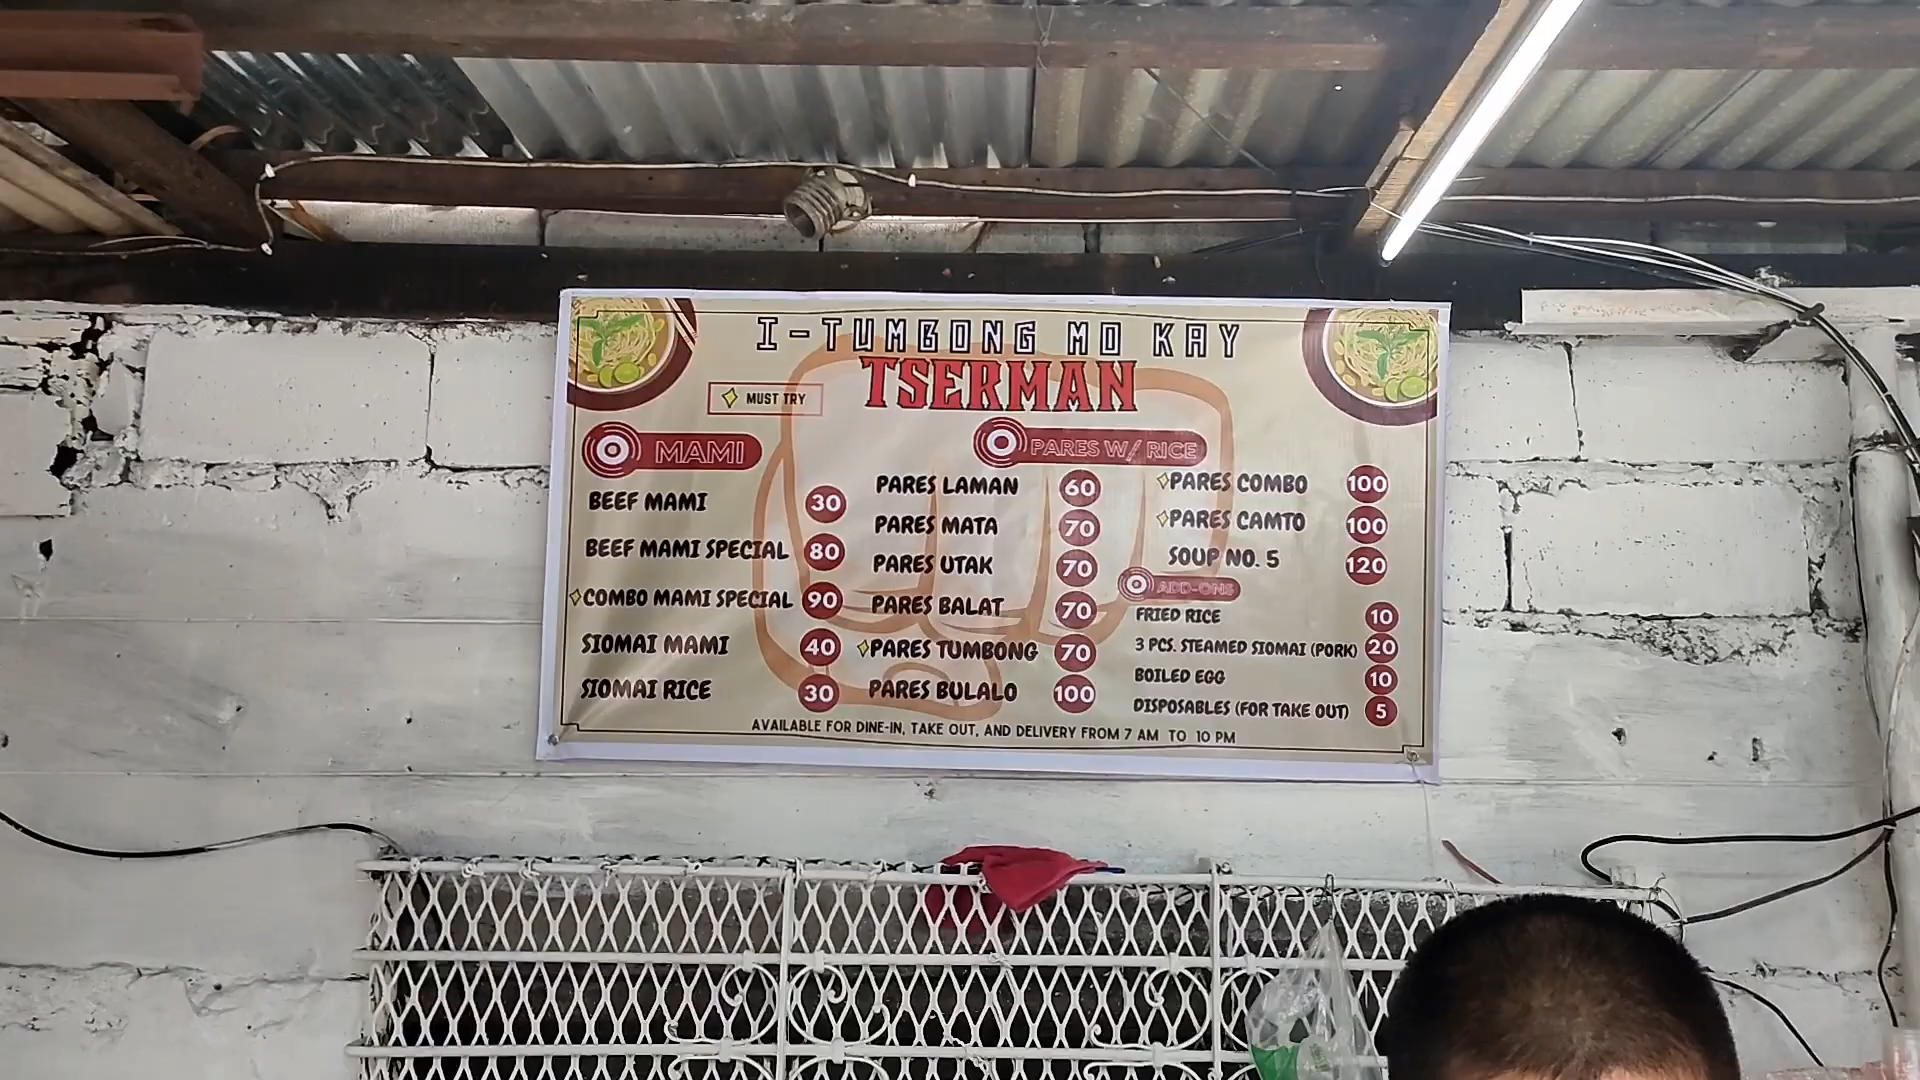 I-TUMBONG MO KAY
TSERMAN
MUST TRY
MAMI
BEEF MAMI 30
BEEF MAMI SPECIAL 80
COMBO MAMI SPECIAL 90
SIOMAI MAMI 40
SIOMAI RICE 30
PARES W/ RICE
PARES LAMAN 60
PARES MATA 70
PARES UTAK 70
PARES BALAT 70
PARES TUMBONG 70
PARES BULALO 100
PARES COMBO 100
PARES CAMTO 100
SOUP NO. 5 120
ADD-ONS
FRIED RICE 10
3 PCS. STEAMED SIOMAI (PORK) 20
BOILED EGG 10
DISPOSABLES (FOR TAKE OUT) 5
AVAILABLE FOR DINE-IN, TAKE OUT, AND DELIVERY FROM 7 AM TO 10 PM